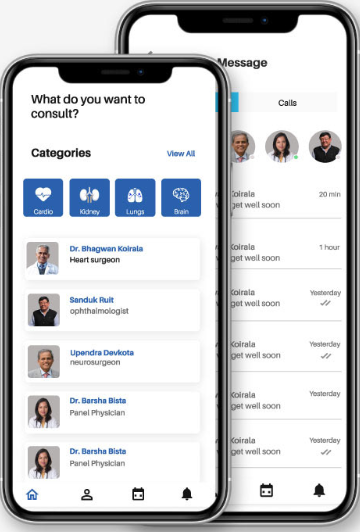 What do you want to
consult?
Categories
View All
Cardio
Kidney
Lungs
Brain
Dr. Bhagwan Koirala
Heart surgeon
Sanduk Ruit
ophthalmologist
Upendra Devkota
neurosurgeon
Dr. Barsha Bista
Panel Physician
Dr. Barsha Bista
Panel Physician
Message
Calls
Koirala
20 min
get well soon
Koirala
1 hour
get well soon
Koirala
Yesterday
get well soon
Koirala
Yesterday
get well soon
Koirala
Yesterday
get well soon
Koirala
Yesterday
get well soon